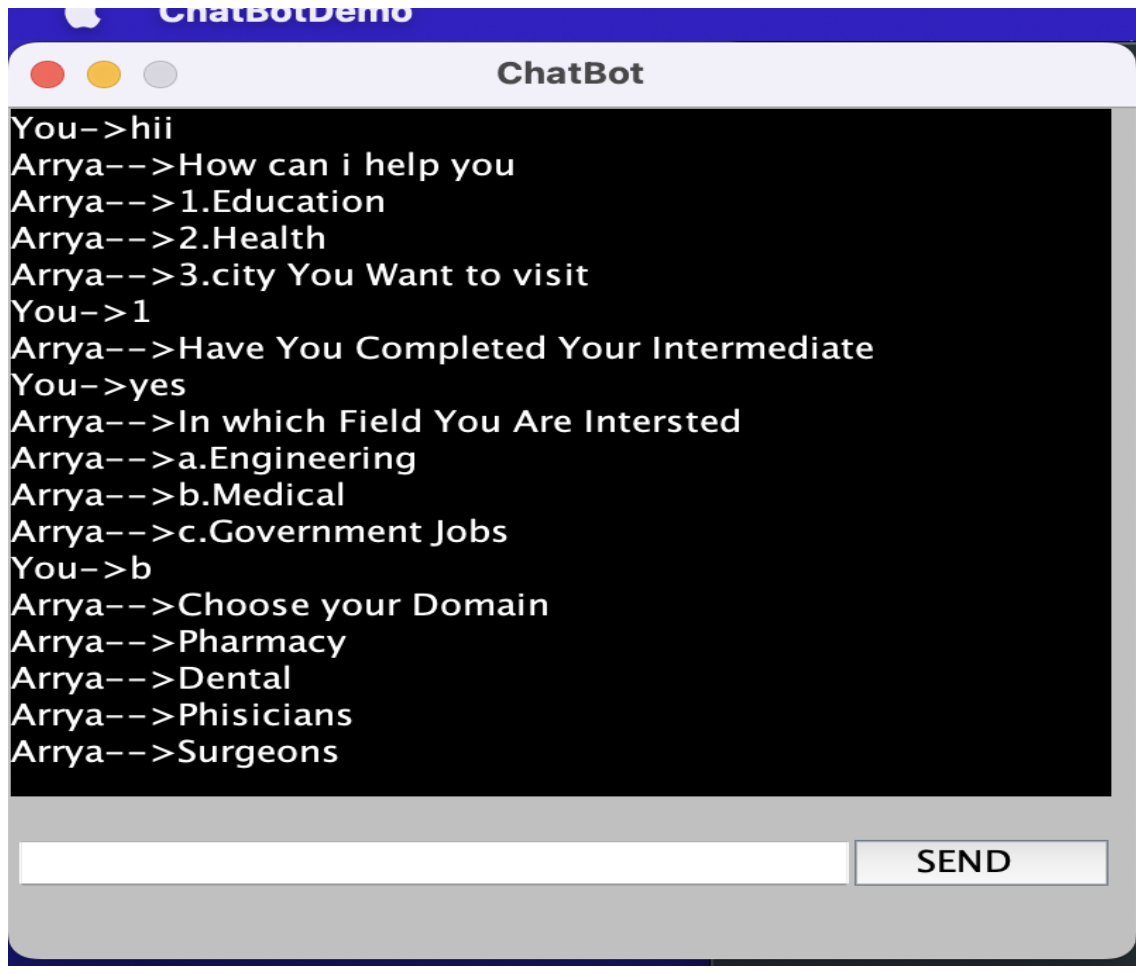 ChatBotDemo
ChatBot
You->hii
Arrya-->How can i help you
Arrya-->1.Education
Arrya-->2.Health
Arrya-->3.city You Want to visit
You->1
Arrya-->Have You Completed Your Intermediate
You->yes
Arrya-->In which Field You Are Intersted
Arrya-->a.Engineering
Arrya-->b.Medical
Arrya-->c.Government Jobs
You->b
Arrya-->Choose your Domain
Arrya-->Pharmacy
Arrya-->Dental
Arrya-->Phisicians
Arrya-->Surgeons
SEND